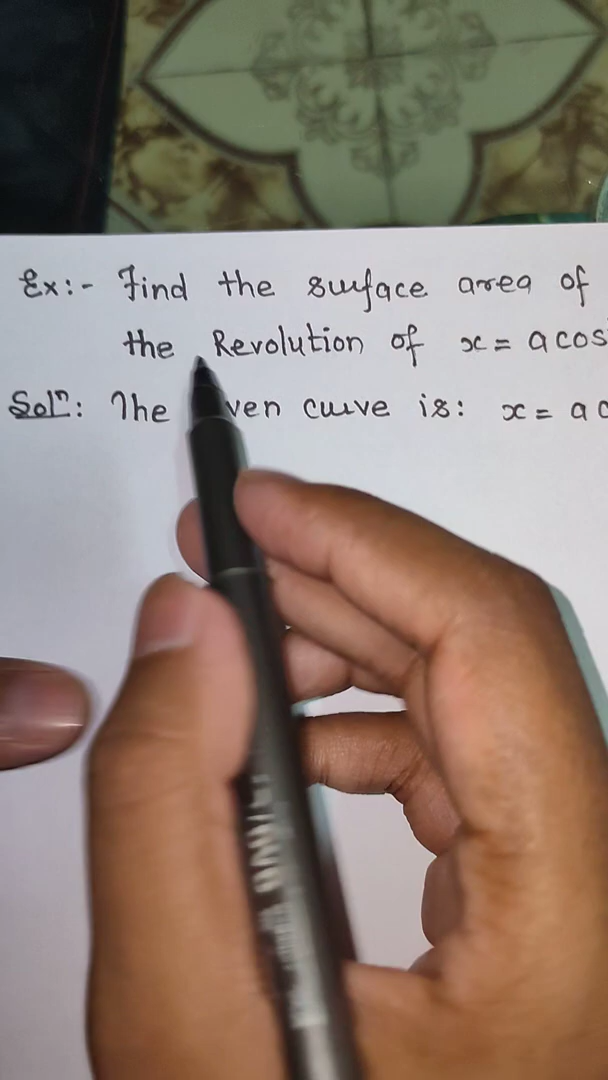 Ex:- Find the surface area of
the Revolution of x = a cos
Solⁿ: The ven curve is: x = a c